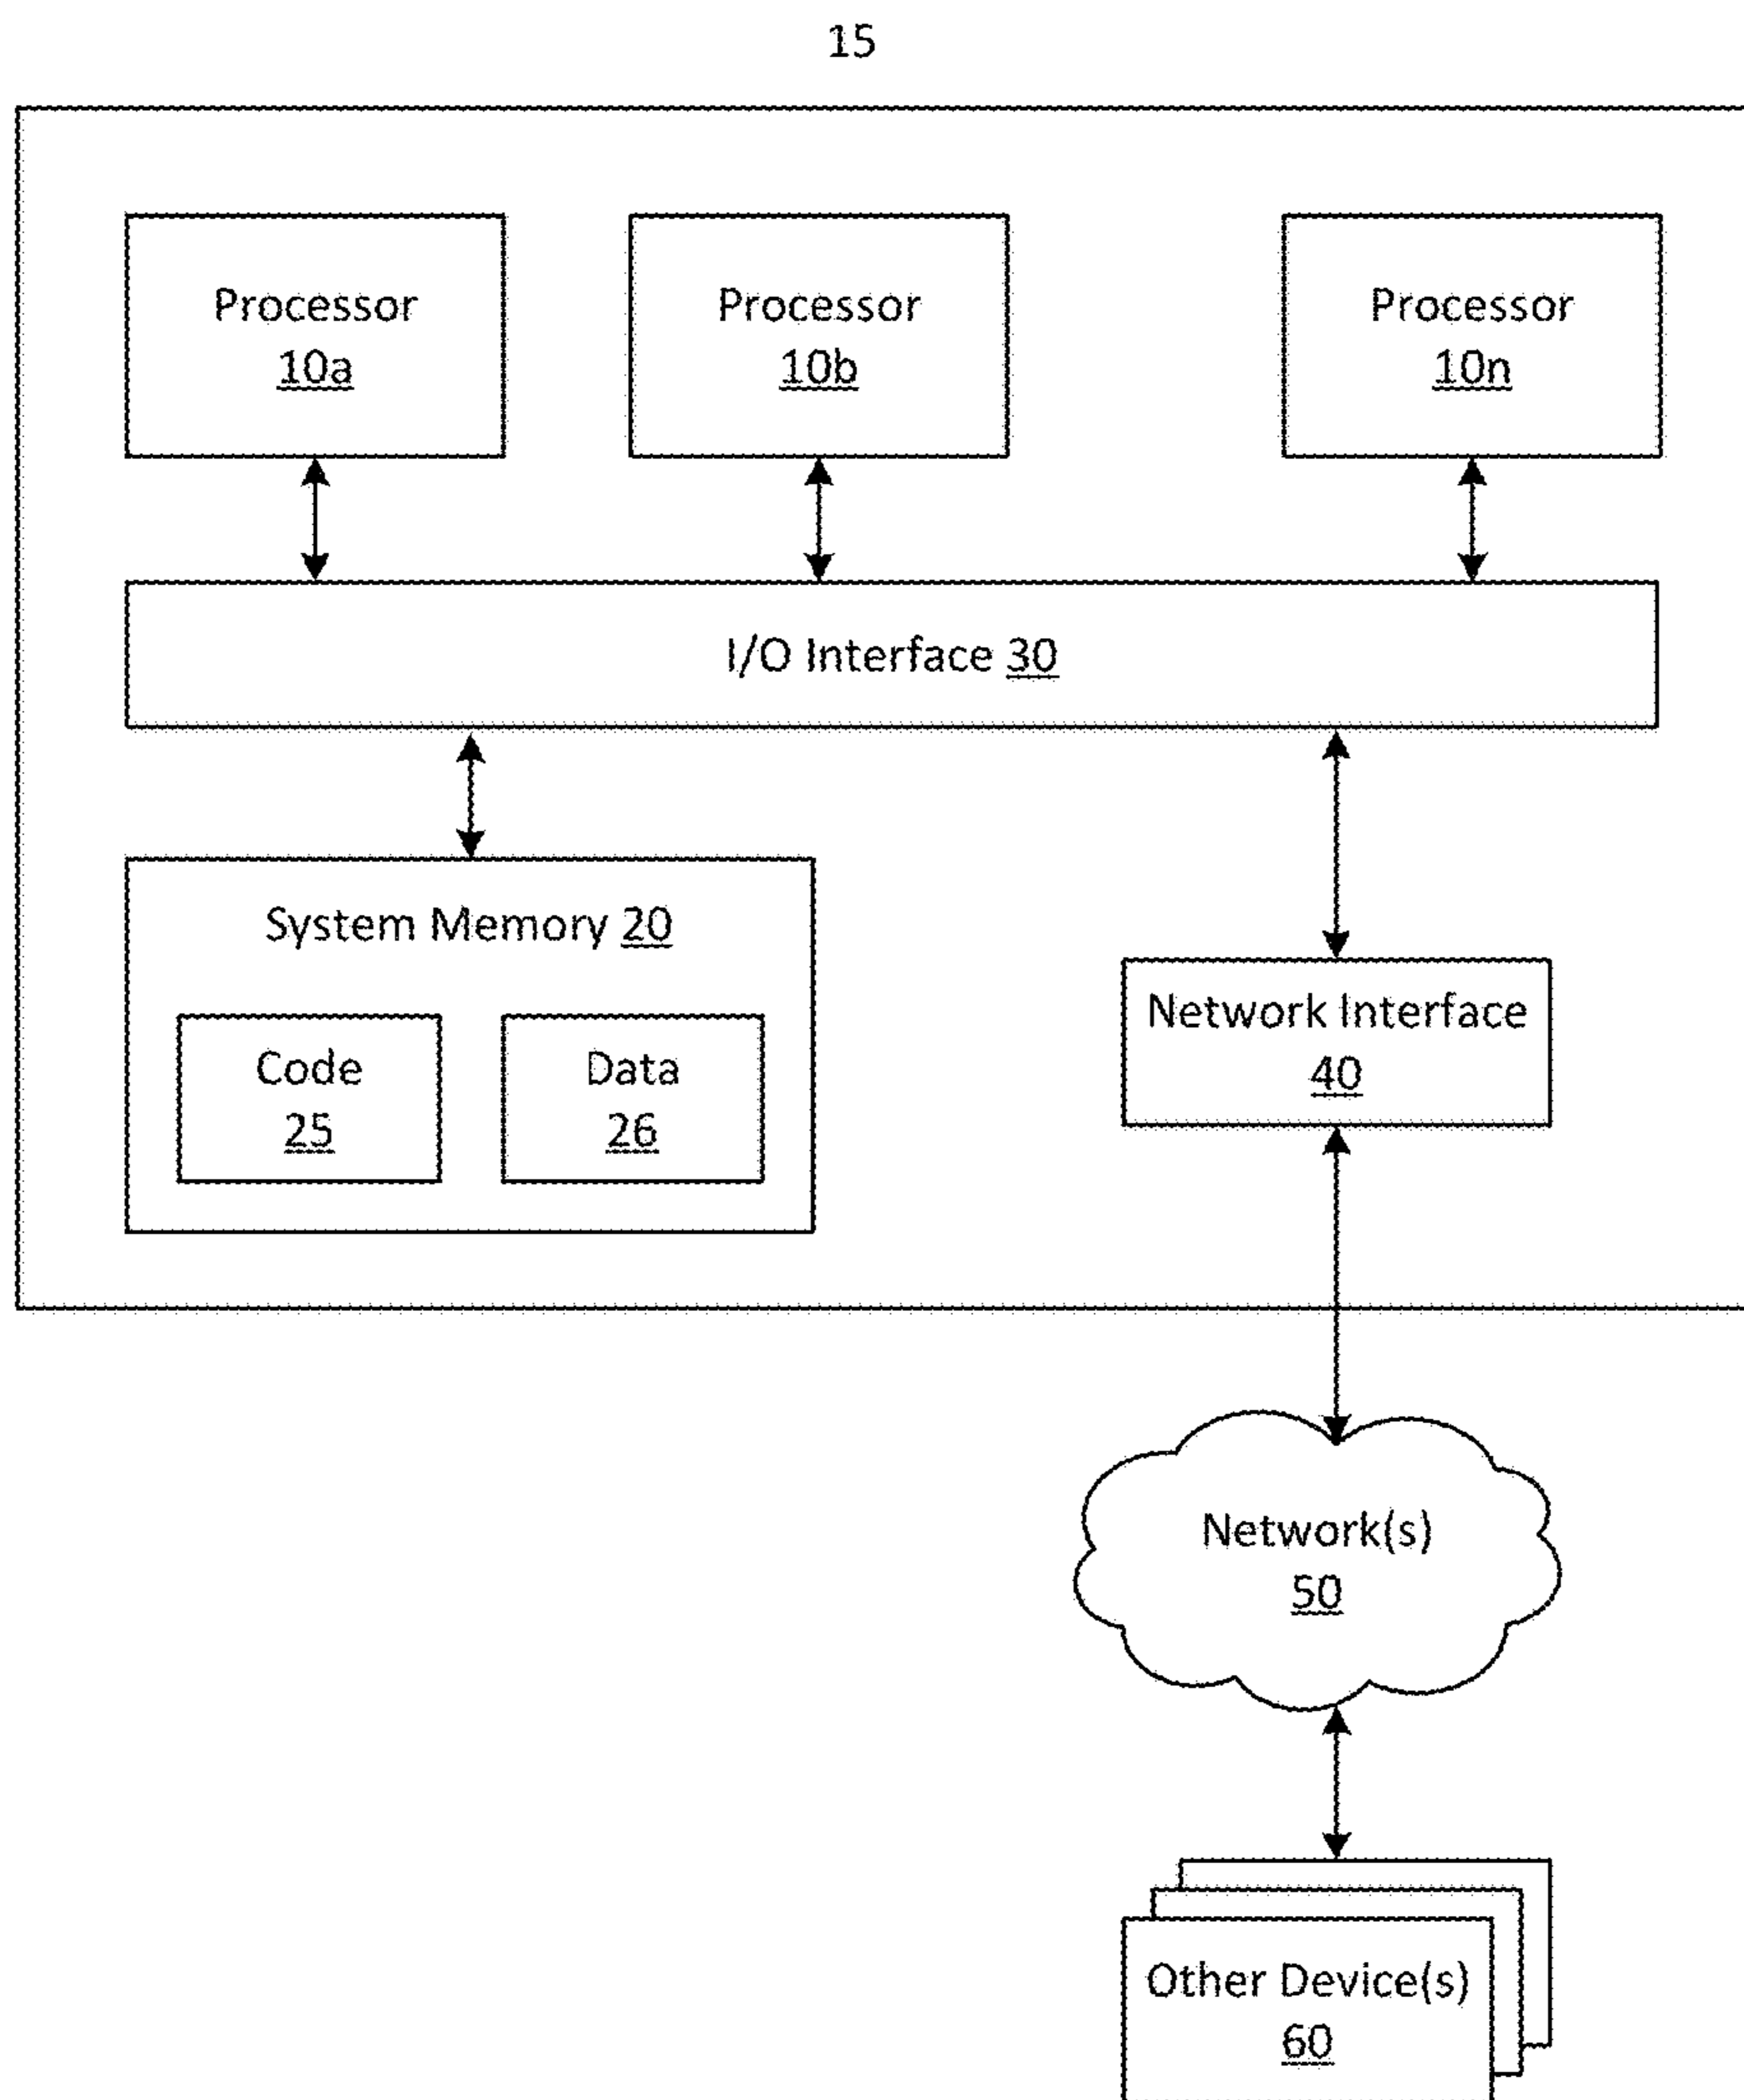 15
Processor
10a
Processor
10b
Processor
10n
I/O Interface 30
System Memory 20
Code
25
Data
26
Network Interface
40
Network(s)
50
Other Device(s)
60